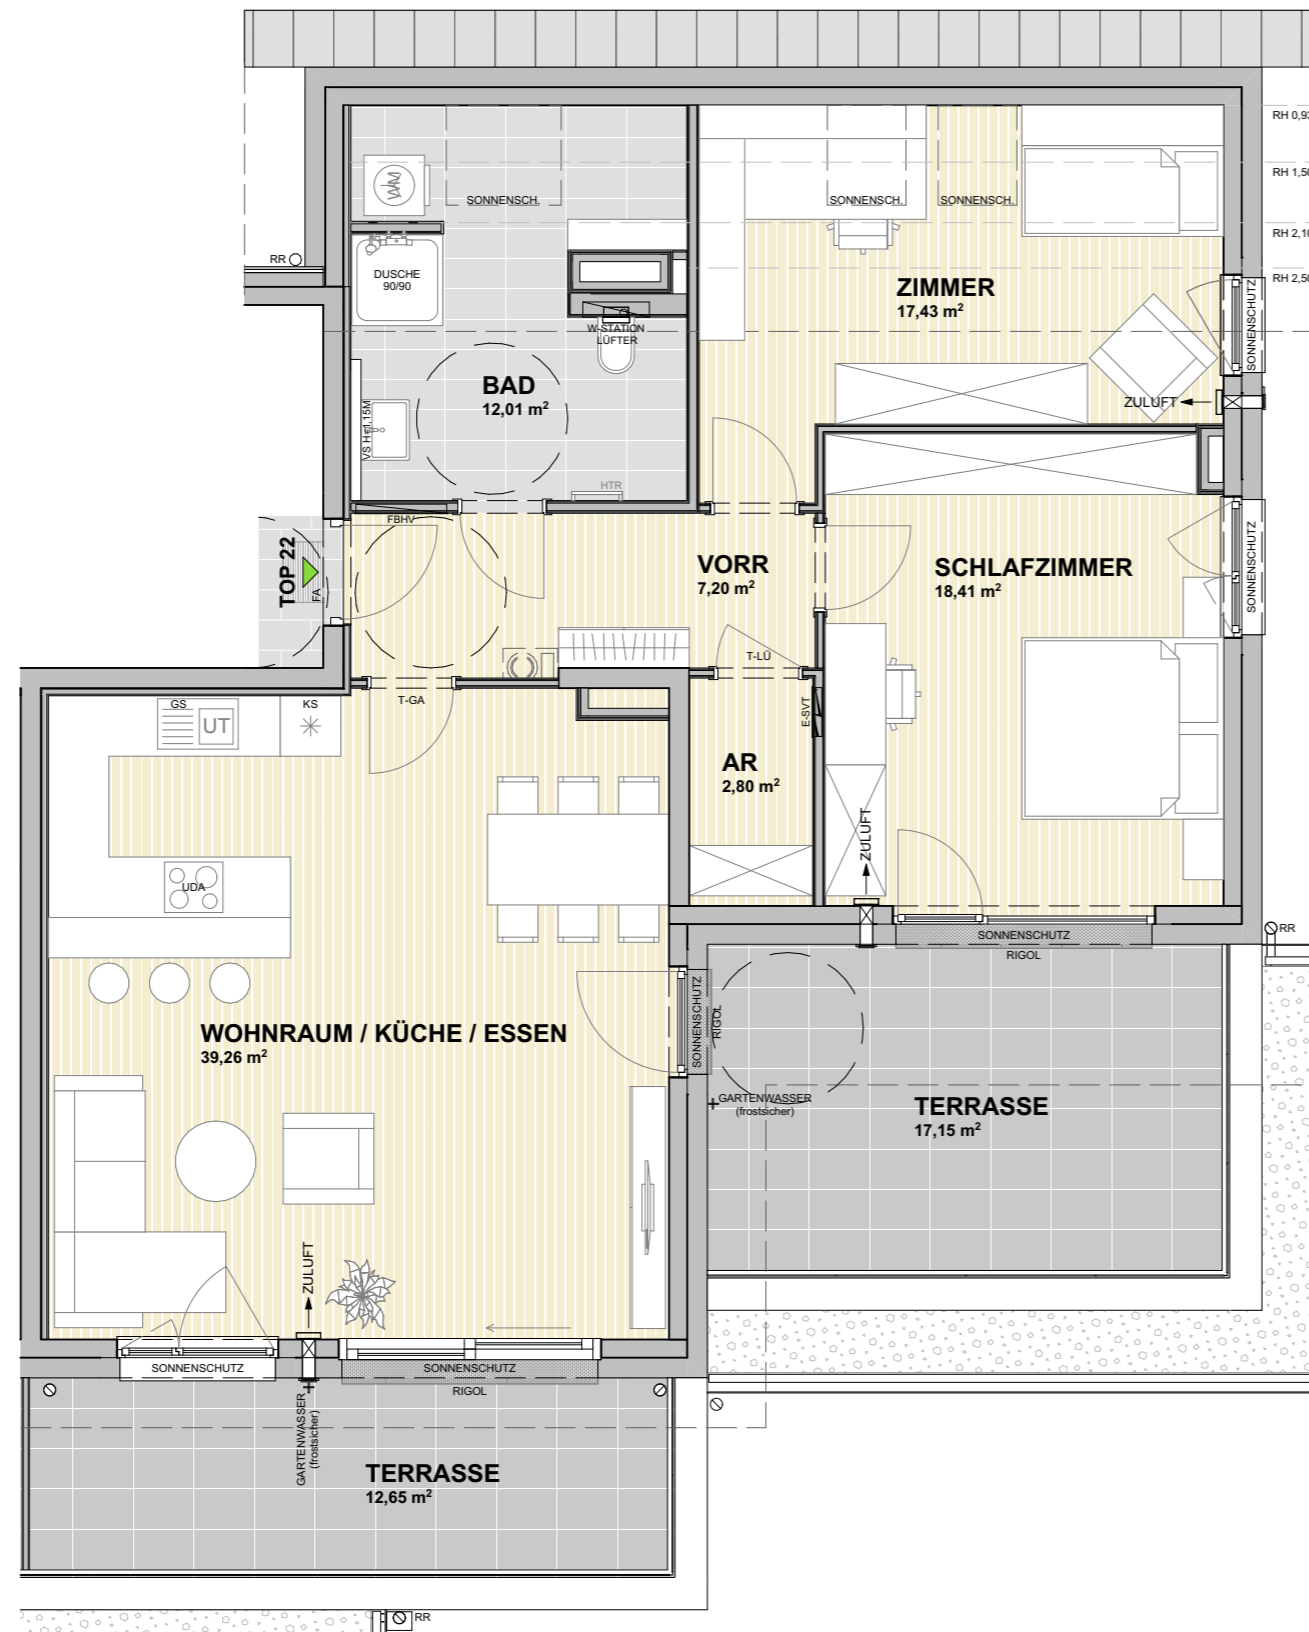 RH 0,93
RH 1,50
SONNENSCH.
SONNENSCH.
SONNENSCH.
RH 2,10
RR
DUSCHE
90/90
RH 2,50
ZIMMER
17,43 m²
SONNENSCHUTZ
W-STATION
LÜFTER
BAD
12,01 m²
ZULUFT
VS H=1,15M
HTR
FBHV
TOP 22
FA
VORR
7,20 m²
SCHLAFZIMMER
18,41 m²
SONNENSCHUTZ
T-LÜ
T-GA
GS
UT
KS
E-SVT
AR
2,80 m²
ZULUFT
UDA
SONNENSCHUTZ
RIGOL
RR
SONNENSCHUTZ
RIGOL
WOHNRAUM / KÜCHE / ESSEN
39,26 m²
GARTENWASSER
(frostsicher)
TERRASSE
17,15 m²
ZULUFT
SONNENSCHUTZ
SONNENSCHUTZ
RIGOL
GARTENWASSER
(frostsicher)
TERRASSE
12,65 m²
RR